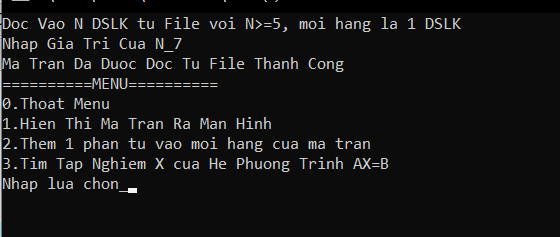 Doc Vao N DSLK tu File voi N>=5, moi hang la 1 DSLK
Nhap Gia Tri Cua N_7
Ma Tran Da Duoc Doc Tu File Thanh Cong
==========MENU==========
0.Thoat Menu
1.Hien Thi Ma Tran Ra Man Hinh
2.Them 1 phan tu vao moi hang cua ma tran
3.Tim Tap Nghiem X cua He Phuong Trinh AX=B
Nhap lua chon_